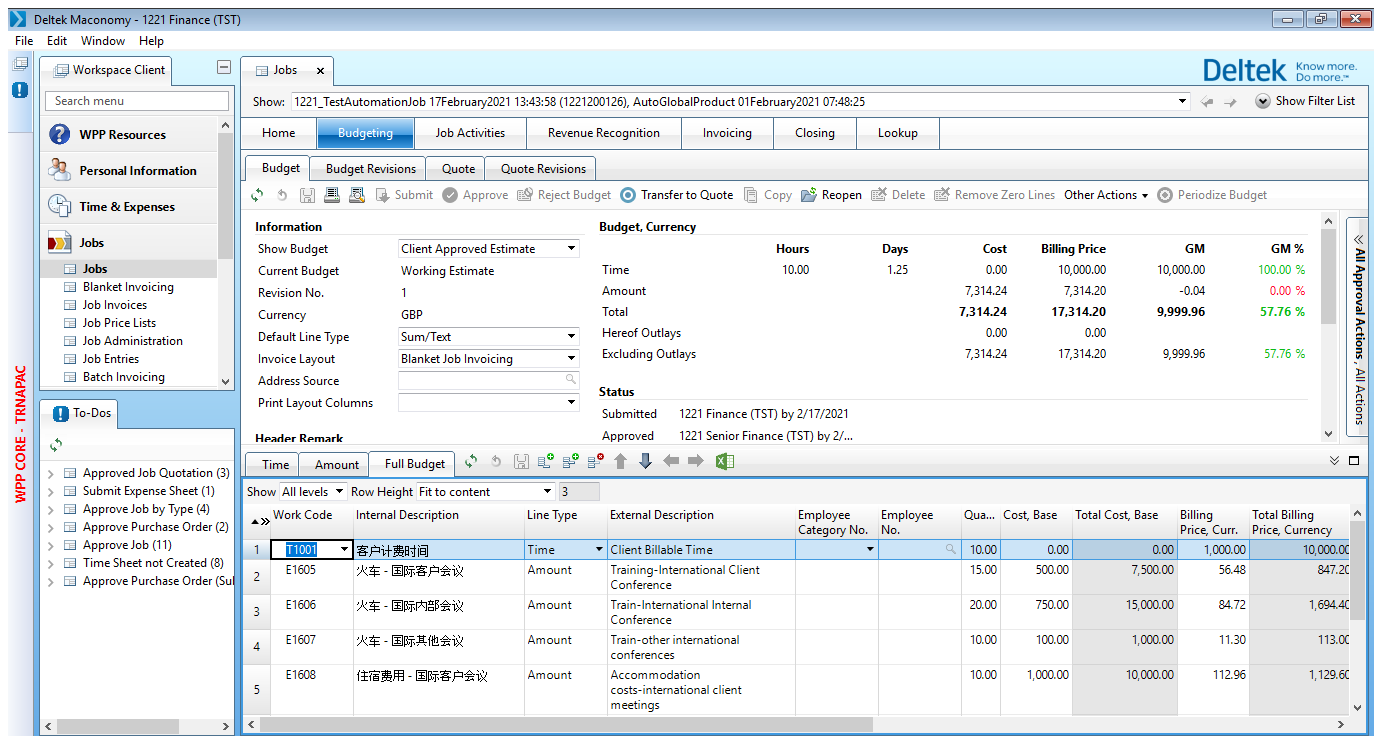 Deltek Maconomy - 1221 Finance (TST)
File Edit Window Help
Workspace Client
Search menu
WPP Resources
Personal Information
Time & Expenses
Jobs
Jobs
Blanket Invoicing
Job Invoices
Job Price Lists
Job Administration
Job Entries
Batch Invoicing
WPP CORE - TRNAPAC
To-Dos
Approved Job Quotation (3)
Submit Expense Sheet (1)
Approve Job by Type (4)
Approve Purchase Order (2)
Approve Job (11)
Time Sheet not Created (8)
Approve Purchase Order (Sul
Jobs x
Deltek Know more. Do more.™
Show: 1221_TestAutomationJob 17February2021 13:43:58 (1221200126), AutoGlobalProduct 01February2021 07:48:25 Show Filter List
Home Budgeting Job Activities Revenue Recognition Invoicing Closing Lookup
Budget Budget Revisions Quote Quote Revisions
Submit Approve Reject Budget Transfer to Quote Copy Reopen Delete Remove Zero Lines Other Actions Periodize Budget
Information
Show Budget Client Approved Estimate
Current Budget Working Estimate
Revision No. 1
Currency GBP
Default Line Type Sum/Text
Invoice Layout Blanket Job Invoicing
Address Source
Print Layout Columns
Header Remark
Budget, Currency
Hours Days Cost Billing Price GM GM %
Time 10.00 1.25 0.00 10,000.00 10,000.00 100.00 %
Amount 7,314.24 7,314.20 -0.04 0.00 %
Total 7,314.24 17,314.20 9,999.96 57.76 %
Hereof Outlays 0.00 0.00
Excluding Outlays 7,314.24 17,314.20 9,999.96 57.76 %
Status
Submitted 1221 Finance (TST) by 2/17/2021
Approved 1221 Senior Finance (TST) by 2/...
All Approval Actions, All Actions
Time Amount Full Budget
Show All levels Row Height Fit to content 3
Work Code Internal Description Line Type External Description Employee Category No. Employee No. Qua... Cost, Base Total Cost, Base Billing Price, Curr. Total Billing Price, Currency
1 T1001 客户计费时间 Time Client Billable Time 10.00 0.00 0.00 1,000.00 10,000.00
2 E1605 火车 - 国际客户会议 Amount Training-International Client 15.00 500.00 7,500.00 56.48 847.20
Conference
3 E1606 火车 - 国际内部会议 Amount Train-International Internal 20.00 750.00 15,000.00 84.72 1,694.40
Conference
4 E1607 火车 - 国际其他会议 Amount Train-other international 10.00 100.00 1,000.00 11.30 113.00
conferences
5 E1608 住宿费用 - 国际客户会议 Amount Accommodation 10.00 1,000.00 10,000.00 112.96 1,129.60
costs-international client
meetings